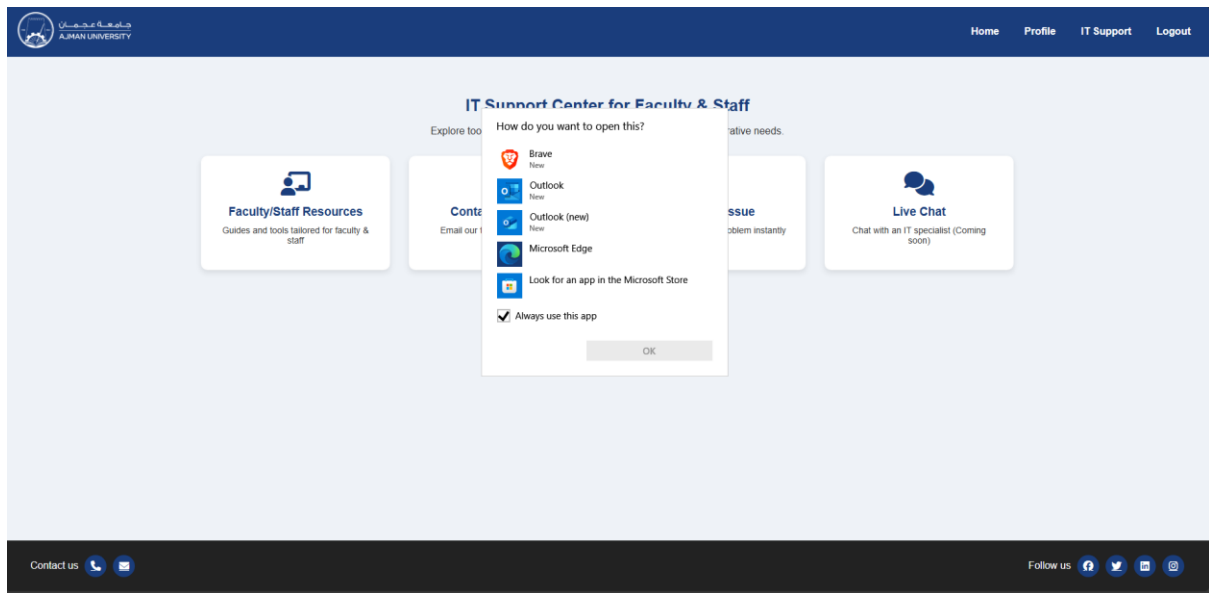 جامعة عجمان
AJMAN UNIVERSITY
Home Profile IT Support Logout
IT Support Center for Faculty & Staff
Explore too
ative needs.
Faculty/Staff Resources
Guides and tools tailored for faculty &
staff
Conta
Email our
ssue
oblem instantly
Live Chat
Chat with an IT specialist (Coming
soon)
How do you want to open this?
Brave
New
Outlook
New
Outlook (new)
New
Microsoft Edge
Look for an app in the Microsoft Store
Always use this app
OK
Contact us
Follow us